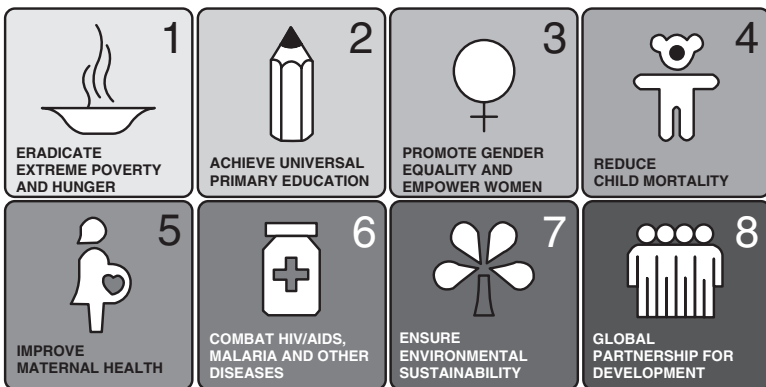 1
ERADICATE
EXTREME POVERTY
AND HUNGER
2
ACHIEVE UNIVERSAL
PRIMARY EDUCATION
3
PROMOTE GENDER
EQUALITY AND
EMPOWER WOMEN
4
REDUCE
CHILD MORTALITY
5
IMPROVE
MATERNAL HEALTH
6
COMBAT HIV/AIDS,
MALARIA AND OTHER
DISEASES
7
ENSURE
ENVIRONMENTAL
SUSTAINABILITY
8
GLOBAL
PARTNERSHIP FOR
DEVELOPMENT